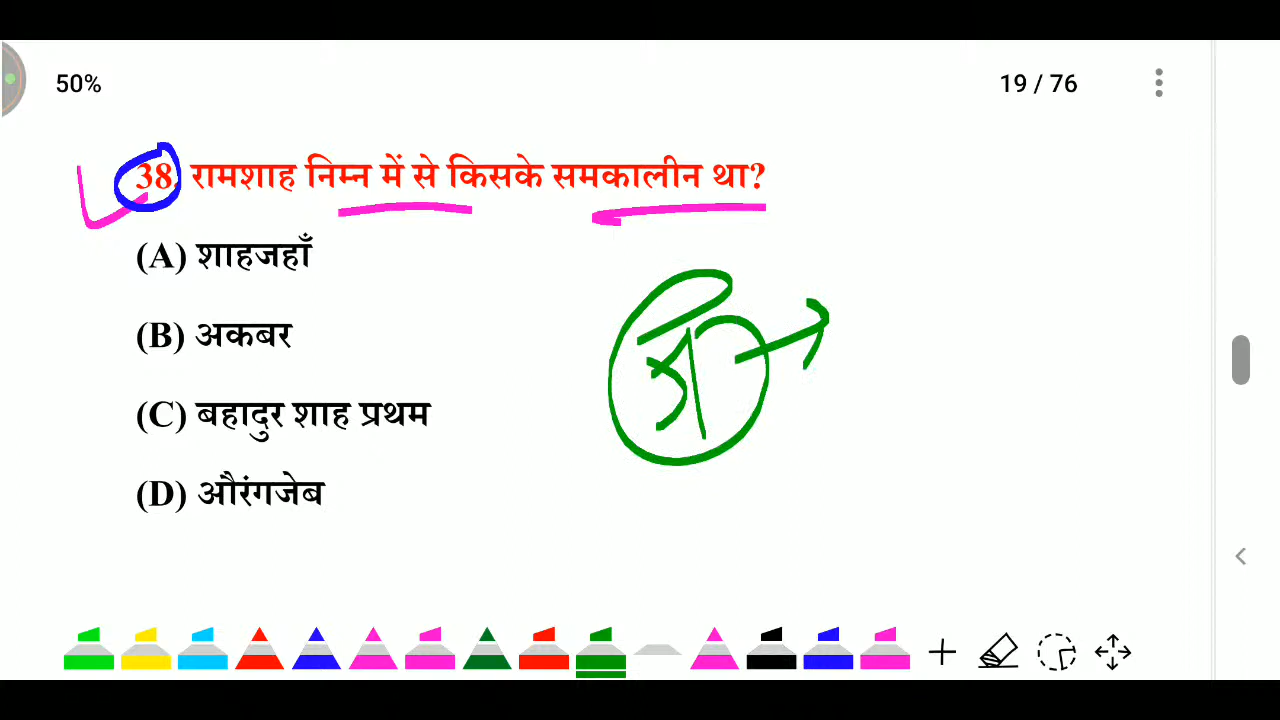 50%
19 / 76
38. रामशाह निम्न में से किसके समकालीन था?
(A) शाहजहाँ
(B) अकबर
(C) बहादुर शाह प्रथम
(D) औरंगजेब